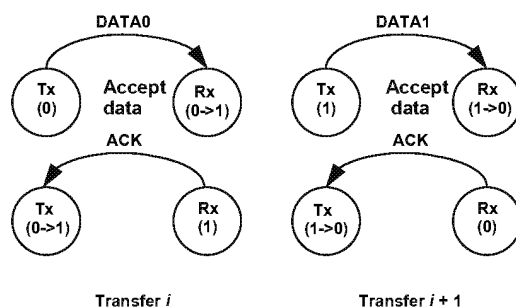 DATA0
Tx
(0)
Accept
data
Rx
(0->1)
ACK
Tx
(0->1)
Rx
(1)
Transfer i
DATA1
Tx
(1)
Accept
data
Rx
(1->0)
ACK
Tx
(1->0)
Rx
(0)
Transfer i + 1